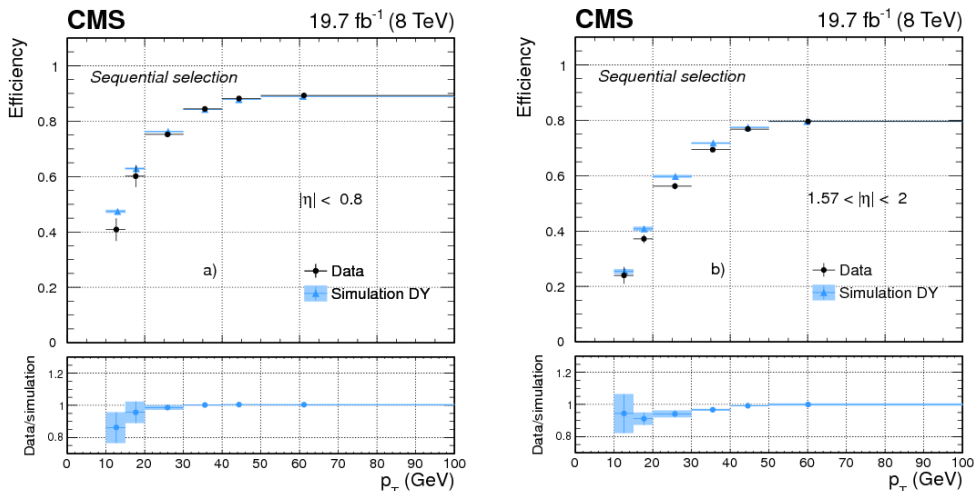 CMS 19.7 fb⁻¹ (8 TeV)
Efficiency
1
0.8
0.6
0.4
0.2
0
Sequential selection
|η| < 0.8
a)
Data
Simulation DY
Data/simulation
1.2
1
0.8
0 10 20 30 40 50 60 70 80 90 100
p_T (GeV)
CMS 19.7 fb⁻¹ (8 TeV)
Efficiency
1
0.8
0.6
0.4
0.2
0
Sequential selection
1.57 < |η| < 2
b)
Data
Simulation DY
Data/simulation
1.2
1
0.8
0 10 20 30 40 50 60 70 80 90 100
p_T (GeV)